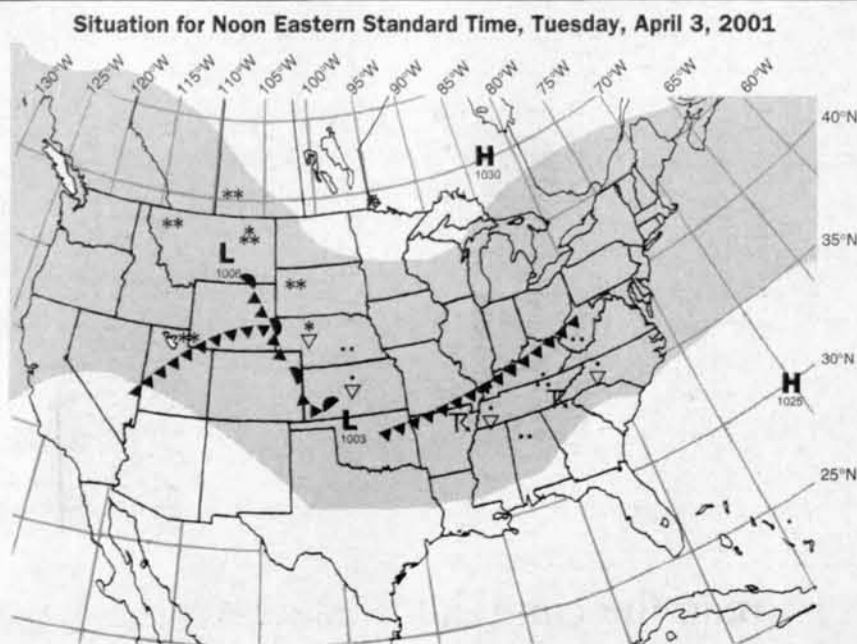 Situation for Noon Eastern Standard Time, Tuesday, April 3, 2001
130°W 125°W 120°W 115°W 110°W 105°W 100°W 95°W 90°W 85°W 80°W 75°W 70°W 65°W 60°W
40°N
H
1030
35°N
L
1006
30°N
H
1025
L
1003
25°N